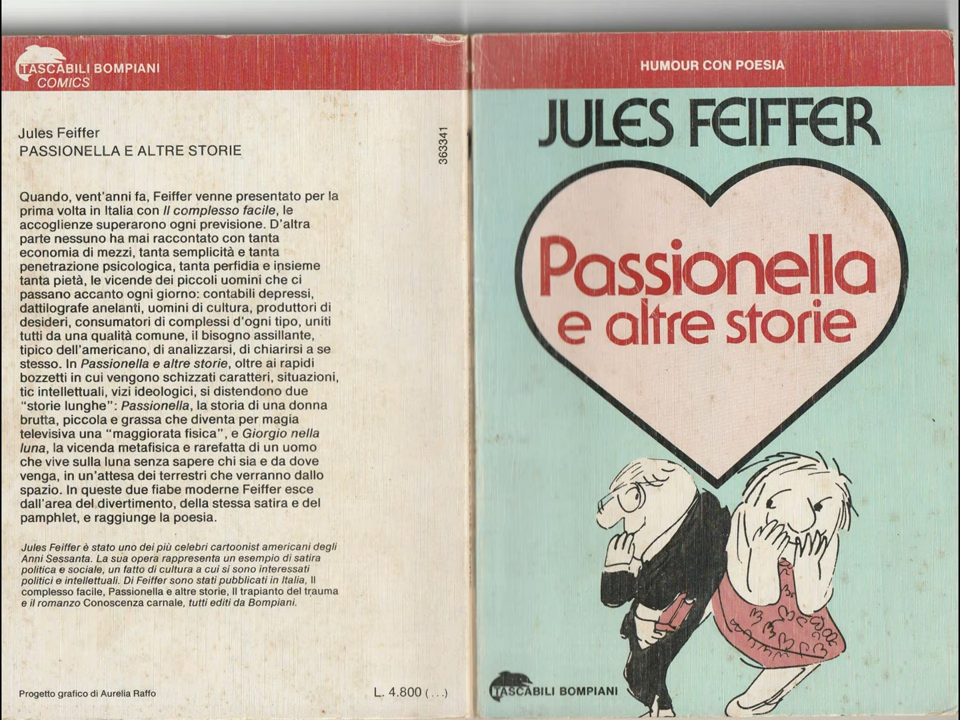 TASCABILI BOMPIANI
COMICS
Jules Feiffer
PASSIONELLA E ALTRE STORIE
363341
Quando, vent'anni fa, Feiffer venne presentato per la
prima volta in Italia con Il complesso facile, le
accoglienze superarono ogni previsione. D'altra
parte nessuno ha mai raccontato con tanta
economia di mezzi, tanta semplicità e tanta
penetrazione psicologica, tanta perfidia e insieme
tanta pietà, le vicende dei piccoli uomini che ci
passano accanto ogni giorno: contabili depressi,
dattilografe anelanti, uomini di cultura, produttori di
desideri, consumatori di complessi d'ogni tipo, uniti
tutti da una qualità comune, il bisogno assillante,
tipico dell'americano, di analizzarsi, di chiarirsi a se
stesso. In Passionella e altre storie, oltre ai rapidi
bozzetti in cui vengono schizzati caratteri, situazioni,
tic intellettuali, vizi ideologici, si distendono due
“storie lunghe”: Passionella, la storia di una donna
brutta, piccola e grassa che diventa per magia
televisiva una “maggiorata fisica”, e Giorgio nella
luna, la vicenda metafisica e rarefatta di un uomo
che vive sulla luna senza sapere chi sia e da dove
venga, in un'attesa dei terrestri che verranno dallo
spazio. In queste due fiabe moderne Feiffer esce
dall'area del divertimento, della stessa satira e del
pamphlet, e raggiunge la poesia.
Jules Feiffer è stato uno dei più celebri cartoonist americani degli
Anni Sessanta. La sua opera rappresenta un esempio di satira
politica e sociale, un fatto di cultura a cui si sono interessati
politici e intellettuali. Di Feiffer sono stati pubblicati in Italia, Il
complesso facile, Passionella e altre storie, Il trapianto del trauma
e il romanzo Conoscenza carnale, tutti editi da Bompiani.
Progetto grafico di Aurelia Raffo
L. 4.800 (...)
HUMOUR CON POESIA
JULES FEIFFER
Passionella
e altre storie
TASCABILI BOMPIANI